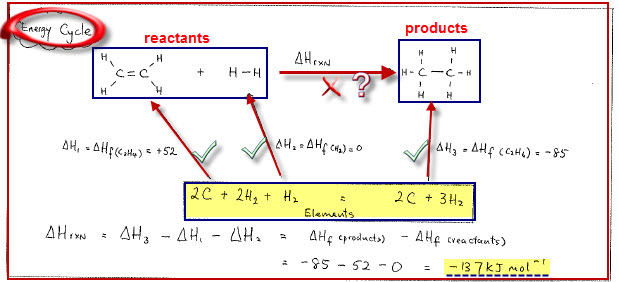 Energy Cycle
reactants
products
H H H
C = C + H - H
H H
ΔHrxn
X ?
H H
H - C - C - H
H H
ΔH₁ = ΔHf (C₂H₄) = +52
ΔH₂ = ΔHf (H₂) = 0
ΔH₃ = ΔHf (C₂H₆) = -85
2C + 2H₂ + H₂ = 2C + 3H₂
Elements
ΔHrxn = ΔH₃ - ΔH₁ - ΔH₂ = ΔHf (products) - ΔHf (reactants)
= -85 - 52 - 0 = -137 kJ mol⁻¹